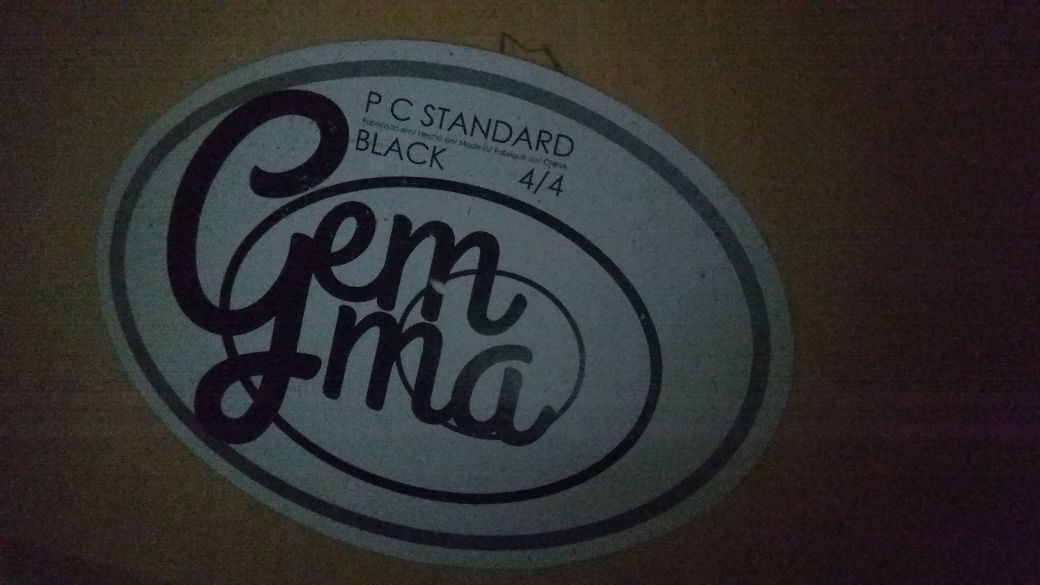 P C STANDARD
Fabricado em/ Hecho en/ Made in/ Fabriqué au/ CHINA
BLACK
4/4
Gem
ma